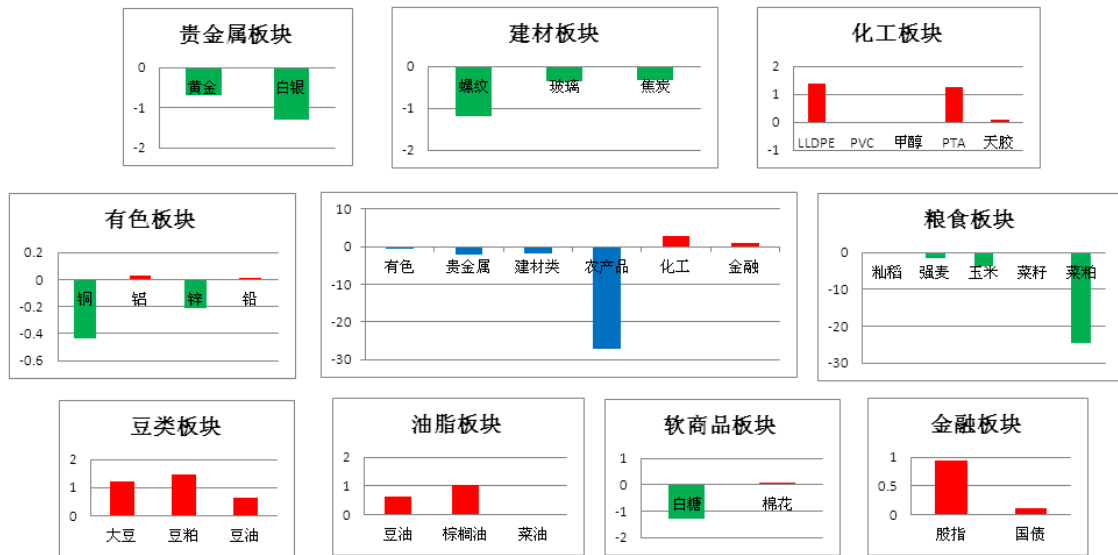 贵金属板块
0
-1
-2
黄金 白银
建材板块
0
-1
-2
螺纹 玻璃 焦炭
化工板块
2
1
0
-1
LLDPE PVC 甲醇 PTA 天胶
有色板块
0.2
0
-0.2
-0.4
-0.6
铜 铝 锌 铅
10
0
-10
-20
-30
有色 贵金属 建材类 农产品 化工 金融
粮食板块
0
-10
-20
-30
籼稻 强麦 玉米 菜籽 菜粕
豆类板块
2
1
0
大豆 豆粕 豆油
油脂板块
2
1
0
豆油 棕榈油 菜油
软商品板块
1
0
-1
-2
白糖 棉花
金融板块
1
0.5
0
股指 国债